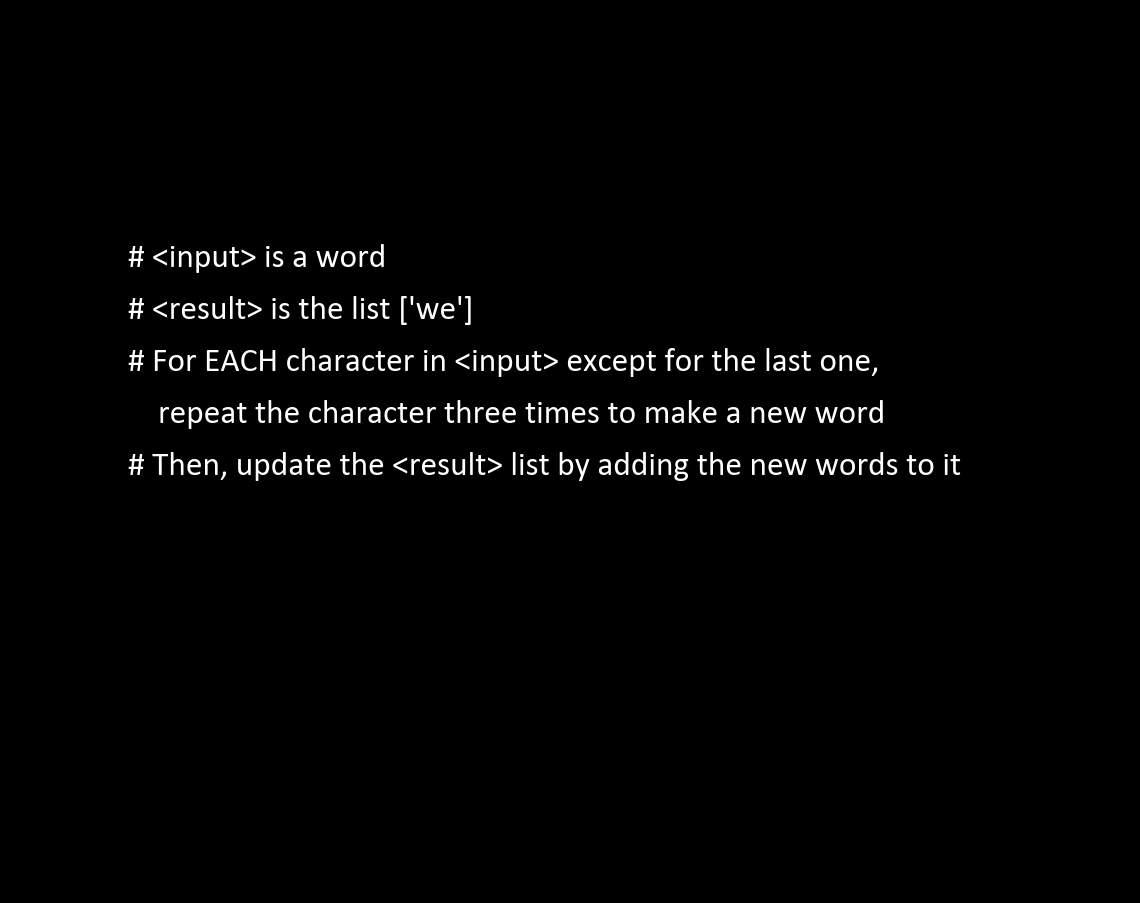 # <input> is a word
# <result> is the list ['we']
# For EACH character in <input> except for the last one,
repeat the character three times to make a new word
# Then, update the <result> list by adding the new words to it